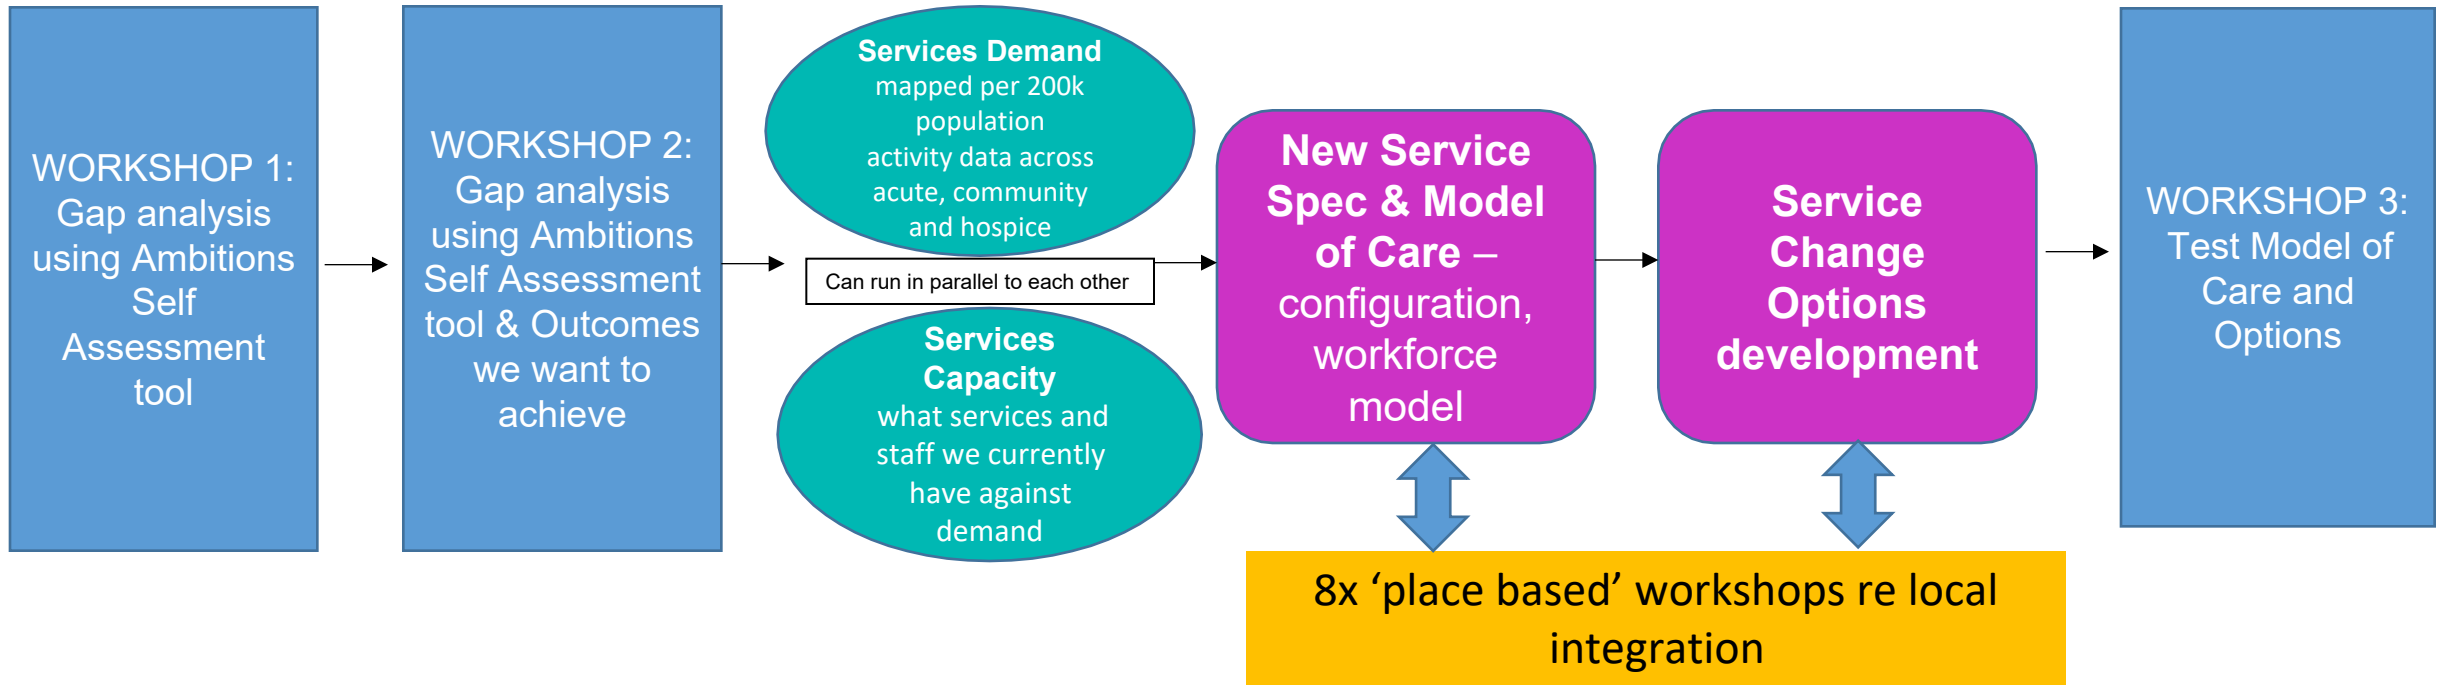 WORKSHOP 1:
Gap analysis
using Ambitions
Self
Assessment
tool
WORKSHOP 2:
Gap analysis
using Ambitions
Self Assessment
tool & Outcomes
we want to
achieve
Services Demand
mapped per 200k
population
activity data across
acute, community
and hospice
Can run in parallel to each other
Services
Capacity
what services and
staff we currently
have against
demand
New Service
Spec & Model
of Care –
configuration,
workforce
model
Service
Change
Options
development
8x ‘place based’ workshops re local
integration
WORKSHOP 3:
Test Model of
Care and
Options